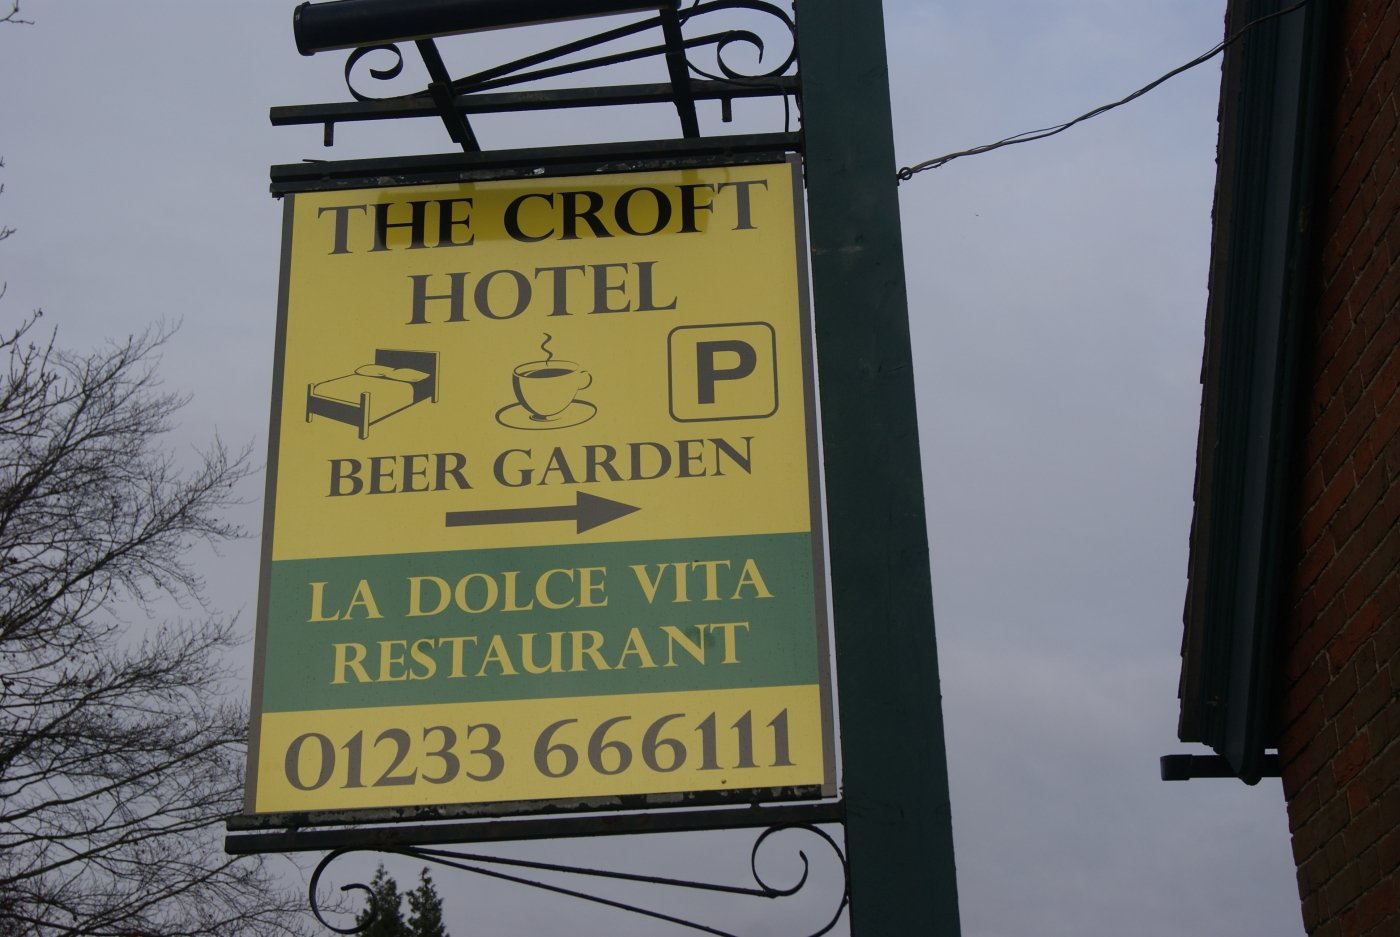 THE CROFT
HOTEL
P
BEER GARDEN
LA DOLCE VITA
RESTAURANT
01233 666111